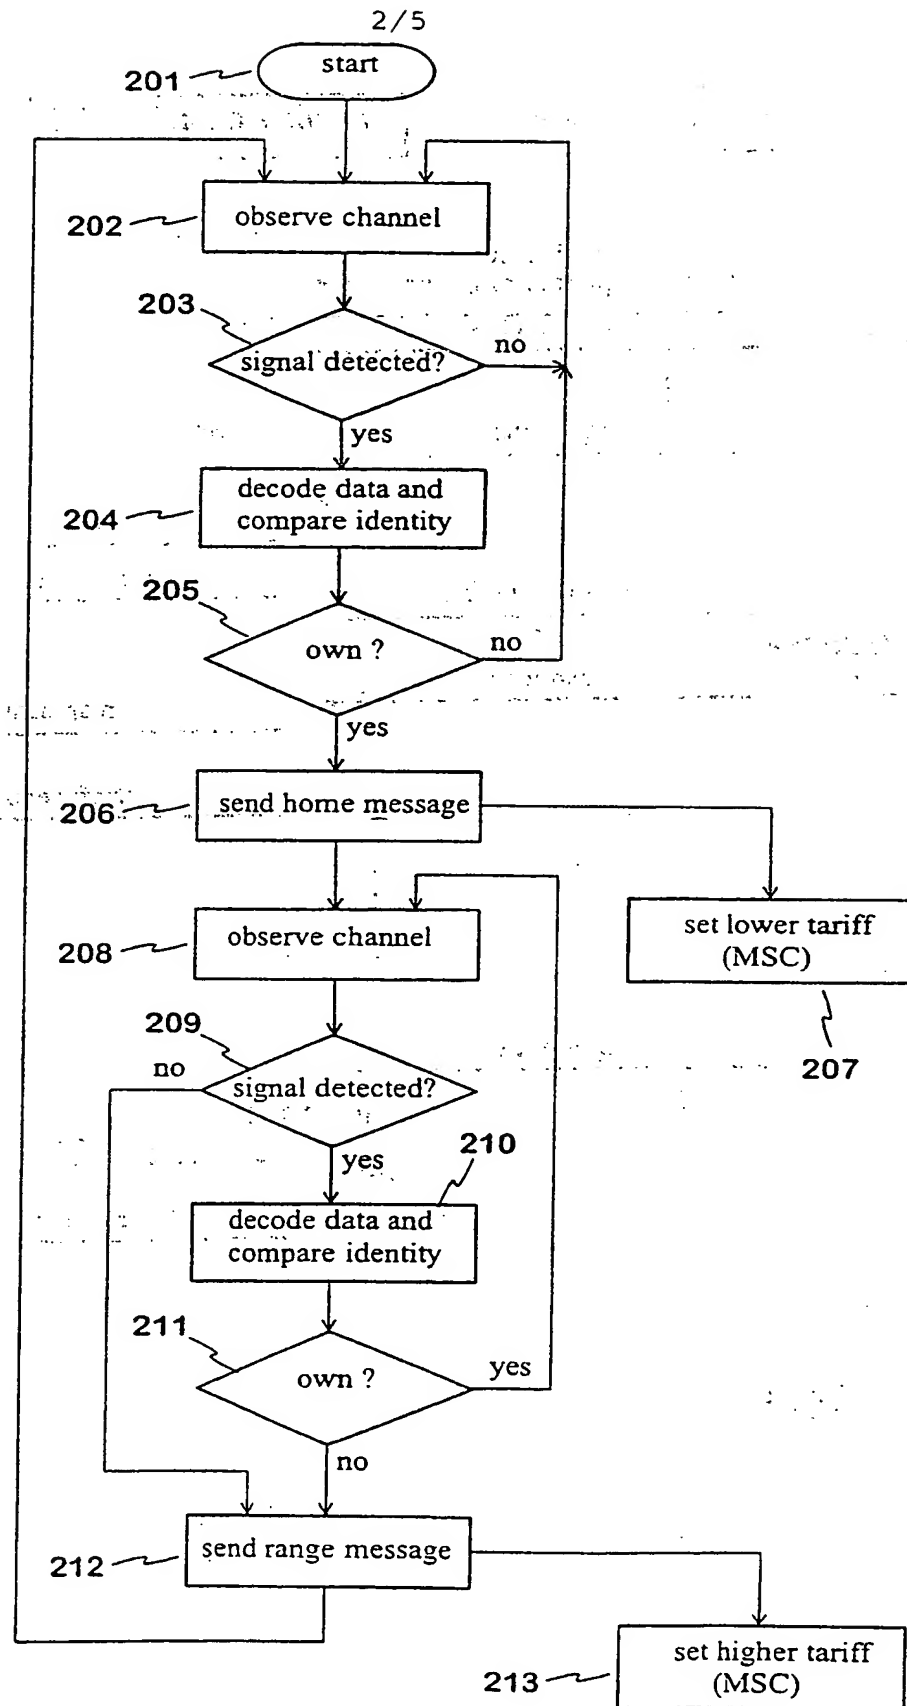 2/5
201
start
202
observe channel
203
signal detected?
no
yes
204
decode data and
compare identity
205
own ?
no
yes
206
send home message
208
observe channel
set lower tariff
(MSC)
207
209
no
signal detected?
yes
210
decode data and
compare identity
211
own ?
yes
no
212
send range message
213
set higher tariff
(MSC)